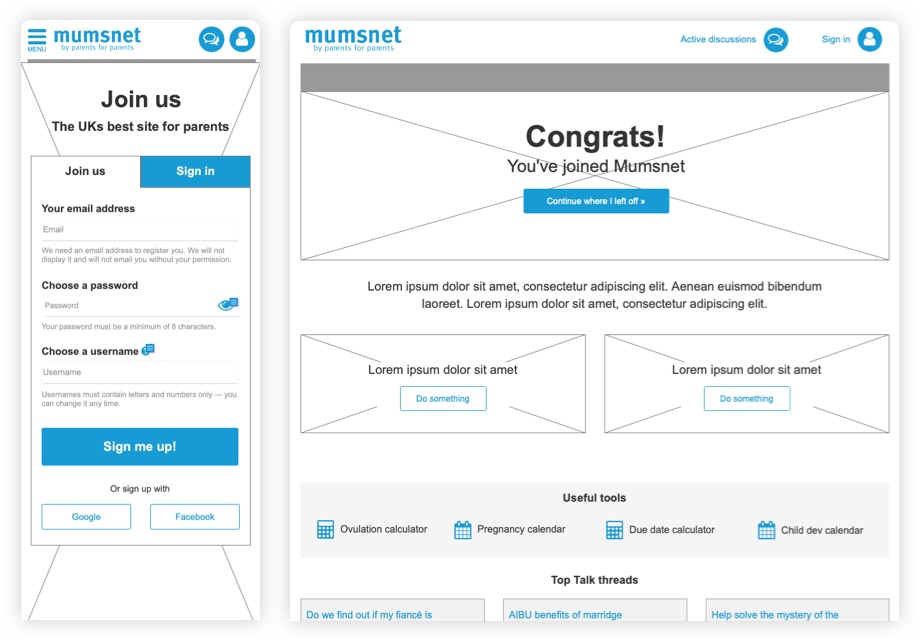 MENU
mumsnet
by parents for parents
Join us
The UKs best site for parents
Join us
Sign in
Your email address
Email
We need an email address to register you. We will not
display it and will not email you without your permission.
Choose a password
Password
Your password must be a minimum of 8 characters.
Choose a username
Username
Usernames must contain letters and numbers only — you
can change it any time.
Sign me up!
Or sign up with
Google
Facebook
mumsnet
by parents for parents
Active discussions
Sign in
Congrats!
You've joined Mumsnet
Continue where I left off »
Lorem ipsum dolor sit amet, consectetur adipiscing elit. Aenean euismod bibendum
laoreet. Lorem ipsum dolor sit amet, consectetur adipiscing elit.
Lorem ipsum dolor sit amet
Do something
Lorem ipsum dolor sit amet
Do something
Useful tools
Ovulation calculator
Pregnancy calendar
Due date calculator
Child dev calendar
Top Talk threads
Do we find out if my fiancé is
AIBU benefits of marridge
Help solve the mystery of the